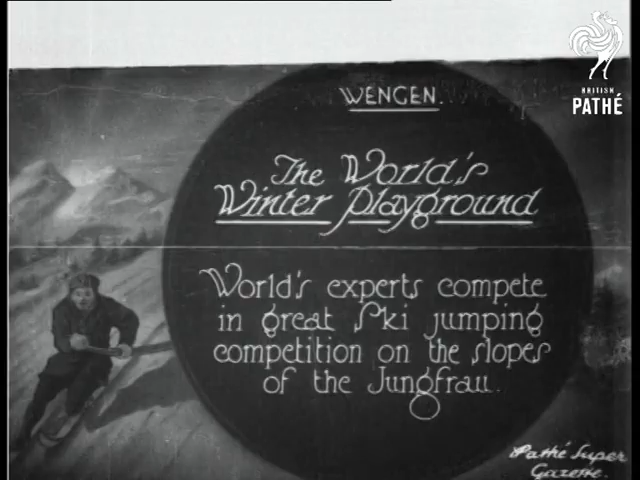 BRITISH
PATHÉ
WENGEN.
The World's
Winter Playground
World's experts compete
in great Ski jumping
competition on the slopes
of the Jungfrau.
Pathé Super
Gazette.